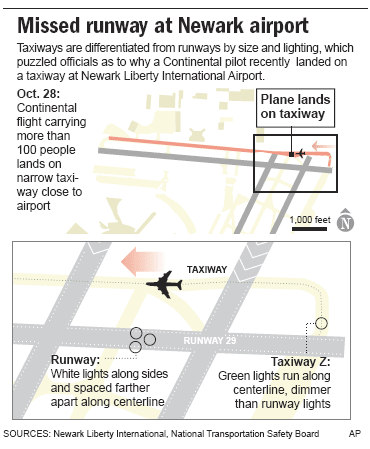 Missed runway at Newark airport
Taxiways are differentiated from runways by size and lighting, which
puzzled officials as to why a Continental pilot recently landed on
a taxiway at Newark Liberty International Airport.
Oct. 28:
Continental
flight carrying
more than
100 people
lands on
narrow taxi-
way close to
airport
Plane lands
on taxiway
1,000 feet
N
TAXIWAY
RUNWAY 29
Runway:
White lights along sides
and spaced farther
apart along centerline
Taxiway Z:
Green lights run along
centerline, dimmer
than runway lights
SOURCES: Newark Liberty International, National Transportation Safety Board
AP